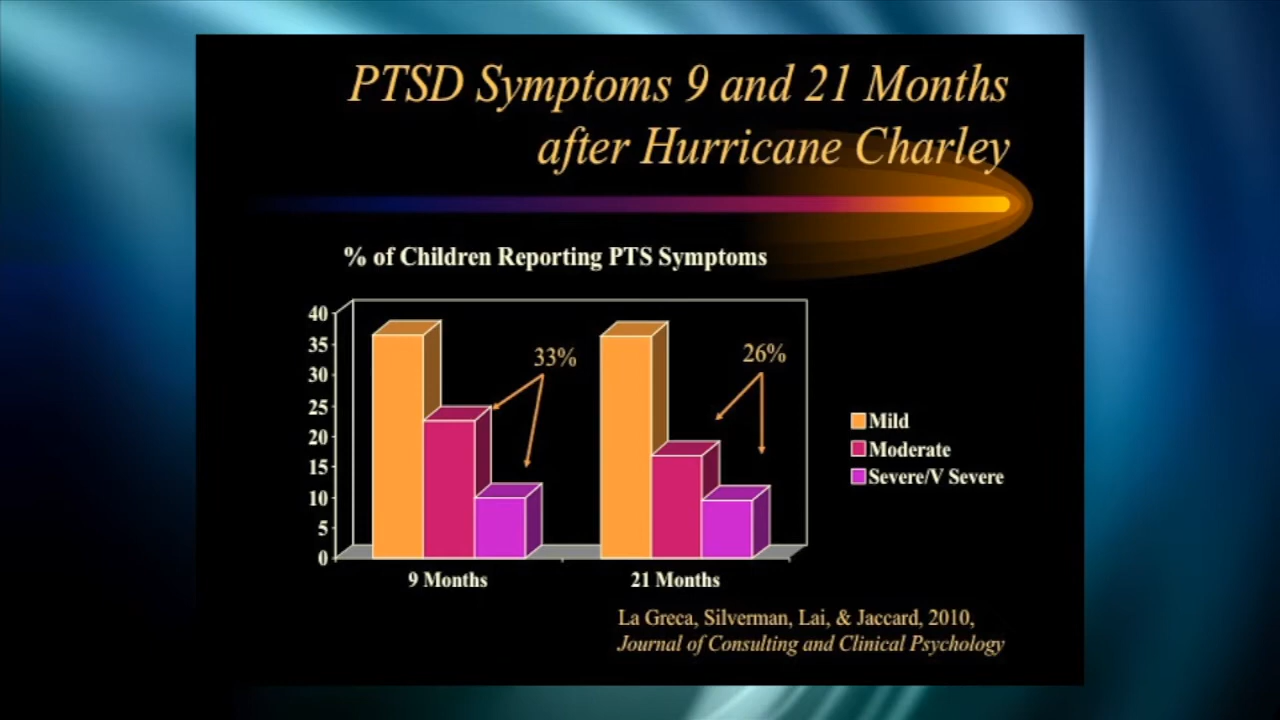 PTSD Symptoms 9 and 21 Months
after Hurricane Charley
% of Children Reporting PTS Symptoms
40
35
30
25
20
15
10
5
0
33%
26%
9 Months
21 Months
Mild
Moderate
Severe/V Severe
La Greca, Silverman, Lai, & Jaccard, 2010,
Journal of Consulting and Clinical Psychology